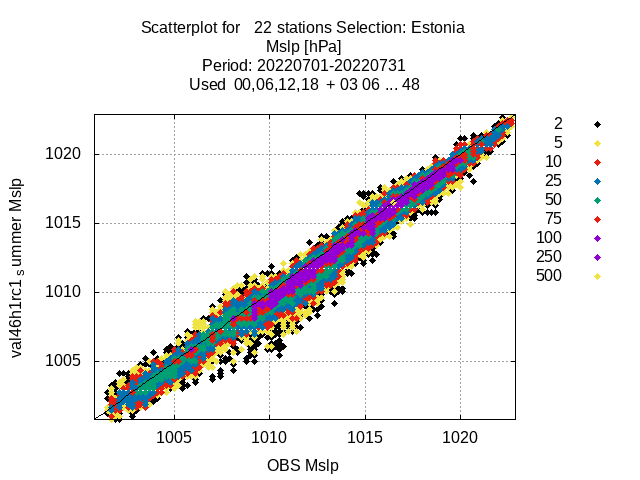 Scatterplot for   22 stations Selection: Estonia
Mslp [hPa]
Period: 20220701-20220731
Used  00,06,12,18  + 03 06 ... 48
2
5
10
25
50
75
100
250
500
1020
1015
1010
1005
val46h1rc1 summer Mslp
1005 1010 1015 1020
OBS Mslp